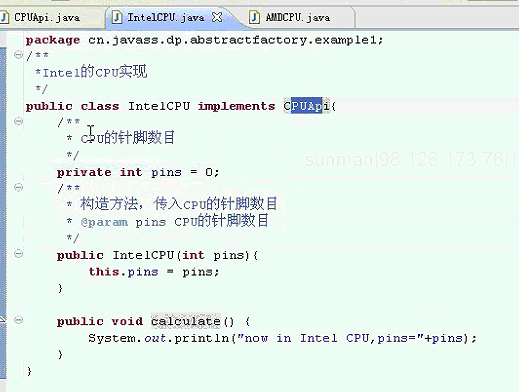 CPUApi.java
IntelCPU.java
AMDCPU.java
package cn.javass.dp.abstractfactory.example1;
/**
*Intel的CPU实现
*/
public class IntelCPU implements CPUApi{
/**
* CPU的针脚数目
*/
private int pins = 0;
/**
* 构造方法，传入CPU的针脚数目
* @param pins CPU的针脚数目
*/
public IntelCPU(int pins){
this.pins = pins;
}
public void calculate() {
System.out.println("now in Intel CPU,pins="+pins);
}
}
sunman|98.126 173.76|1